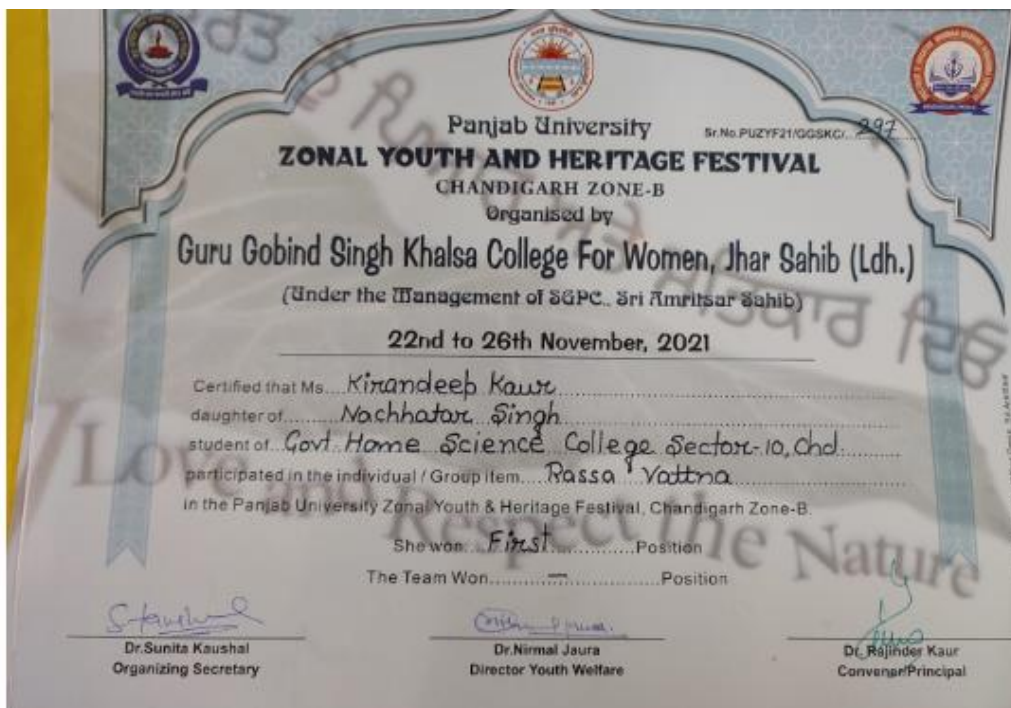 Panjab University
Sr.No.PUZYF21/GGSKC/...297
ZONAL YOUTH AND HERITAGE FESTIVAL
CHANDIGARH ZONE-B
Organised by
Guru Gobind Singh Khalsa College For Women, Jhar Sahib (Ldh.)
(Under the Management of SGPC.. Sri Amritsar Sahib)
22nd to 26th November, 2021
Certified that Ms....Kirandeep Kaur
daughter of........Nachhatar Singh
student of...Govt Home Science College Sector-10, Chd.
participated in the individual / Group item....Rassa Vattna
in the Panjab University Zonal Youth & Heritage Festival, Chandigarh Zone-B.
She won...First..............Position
The Team Won..........—..............Position
Love and Respect the Nature
Dr.Sunita Kaushal
Organizing Secretary
Dr.Nirmal Jaura
Director Youth Welfare
Dr. Rajinder Kaur
Convener/Principal